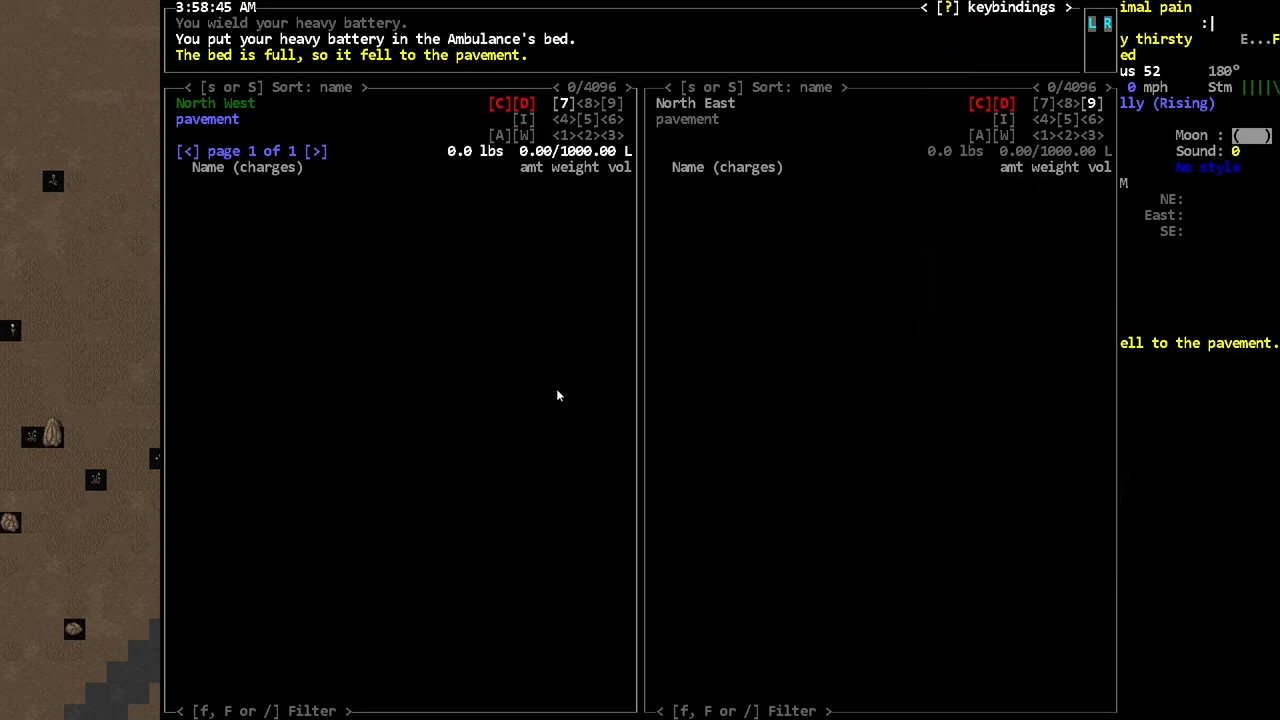 3:58:45 AM
< [?] keybindings >
You wield your heavy battery.
You put your heavy battery in the Ambulance's bed.
The bed is full, so it fell to the pavement.
L R
imal pain
:|
y thirsty E...F
ed
us 52 180°
0 mph Stm ||||\
lly (Rising)
Moon : ( )
Sound: 0
No style
M
NE:
East:
SE:
ell to the pavement.
< [s or S] Sort: name > < 0/4096 >
North West [C][D] [7]<8>[9]
pavement [I] <4>[5]<6>
[A][W] <1><2><3>
[<] page 1 of 1 [>] 0.0 lbs 0.00/1000.00 L
Name (charges) amt weight vol
< [f, F or /] Filter >
< [s or S] Sort: name > < 0/4096 >
North East [C][D] [7]<8>[9]
pavement [I] <4>[5]<6>
[A][W] <1><2><3>
0.0 lbs 0.00/1000.00 L
Name (charges) amt weight vol
< [f, F or /] Filter >